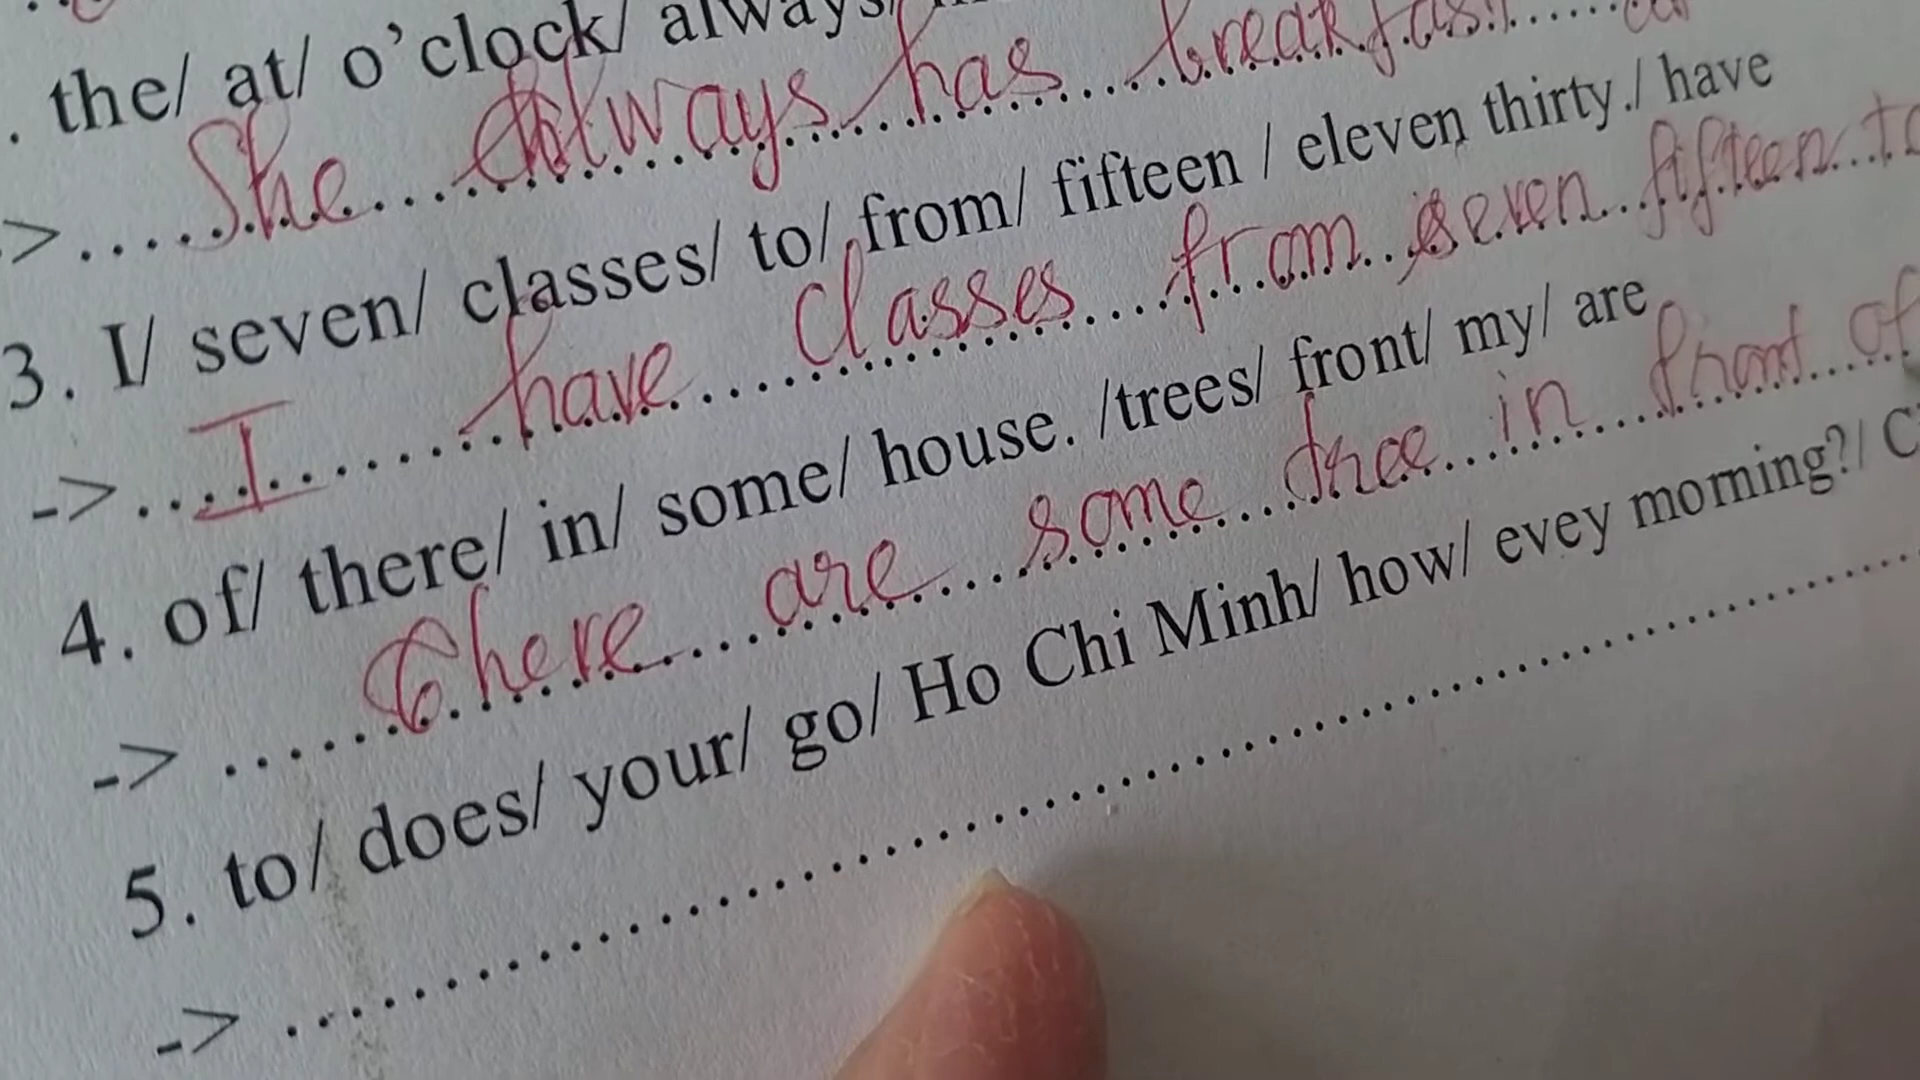 . the/ at/ o'clock/ always/
-> She always has breakfast
3. I/ seven/ classes/ to/ from/ fifteen / eleven thirty./ have
-> I have classes from seven fifteen to
4. of/ there/ in/ some/ house. /trees/ front/ my/ are
-> There are some tree in front of
5. to/ does/ your/ go/ Ho Chi Minh/ how/ evey morning?/ C
->